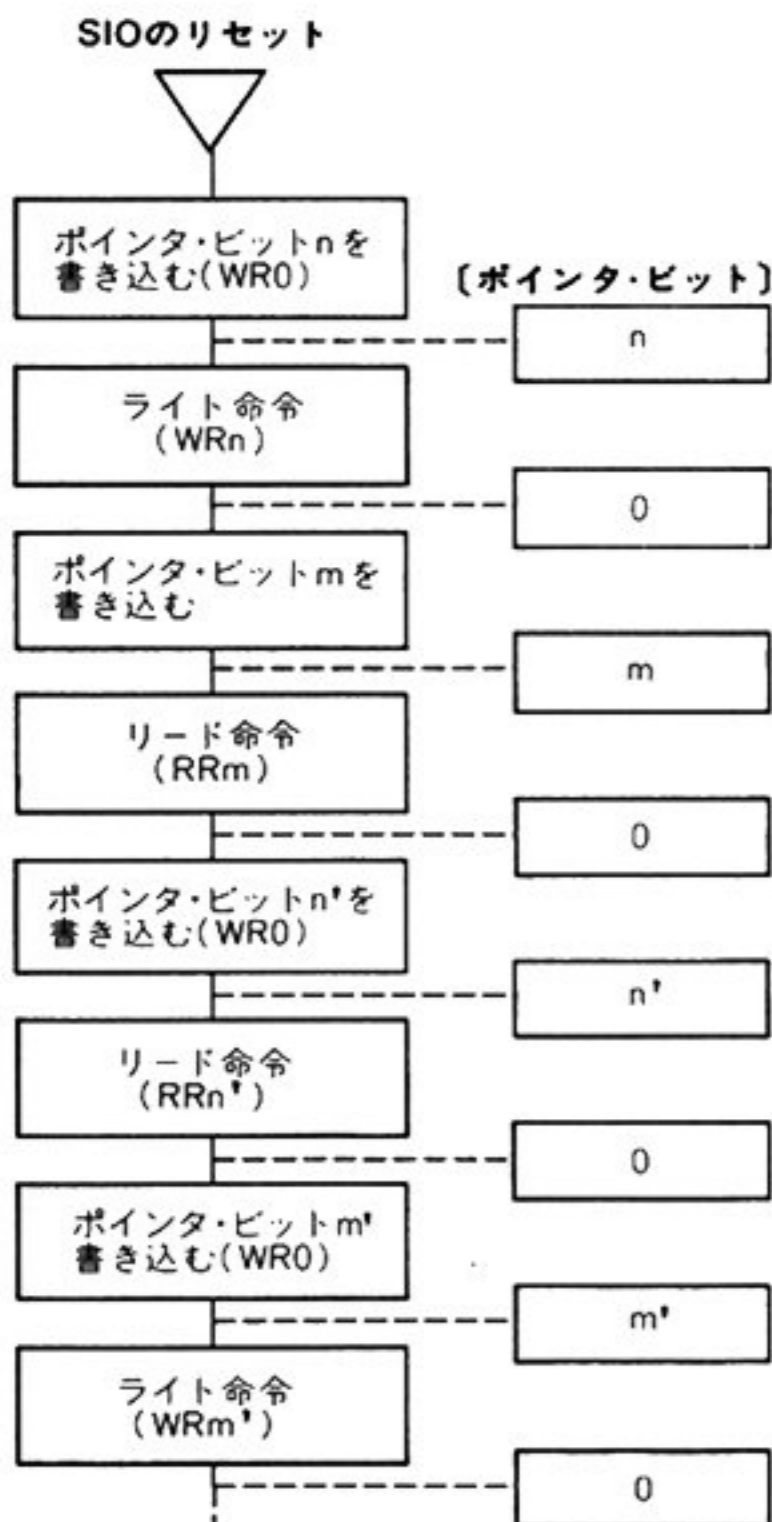 SIOのリセット
ポインタ・ビットnを
書き込む(WR0)
〔ポインタ・ビット〕
n
ライト命令
(WRn)
0
ポインタ・ビットmを
書き込む
m
リード命令
(RRm)
0
ポインタ・ビットn'を
書き込む(WR0)
n'
リード命令
(RRn')
0
ポインタ・ビットm'
書き込む(WR0)
m'
ライト命令
(WRm')
0